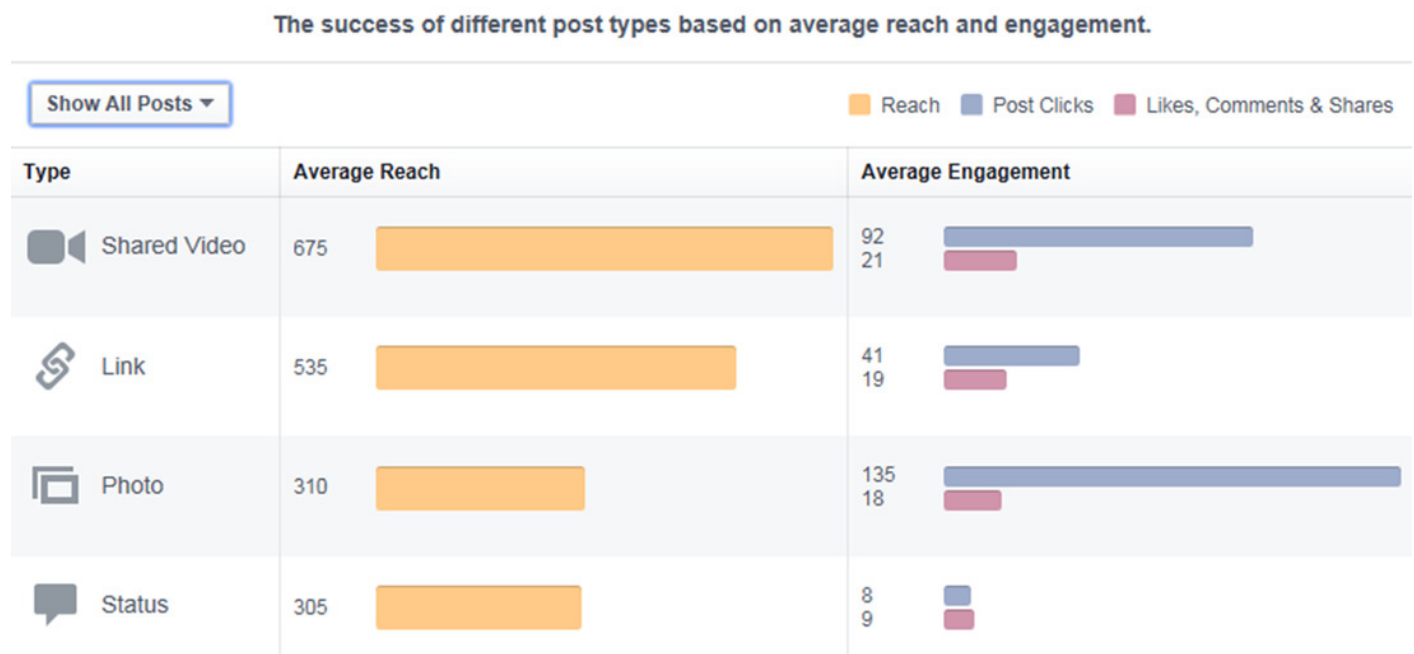 The success of different post types based on average reach and engagement.
Show All Posts
Reach Post Clicks Likes, Comments & Shares
Type Average Reach Average Engagement
Shared Video 675 92
21
Link 535 41
19
Photo 310 135
18
Status 305 8
9